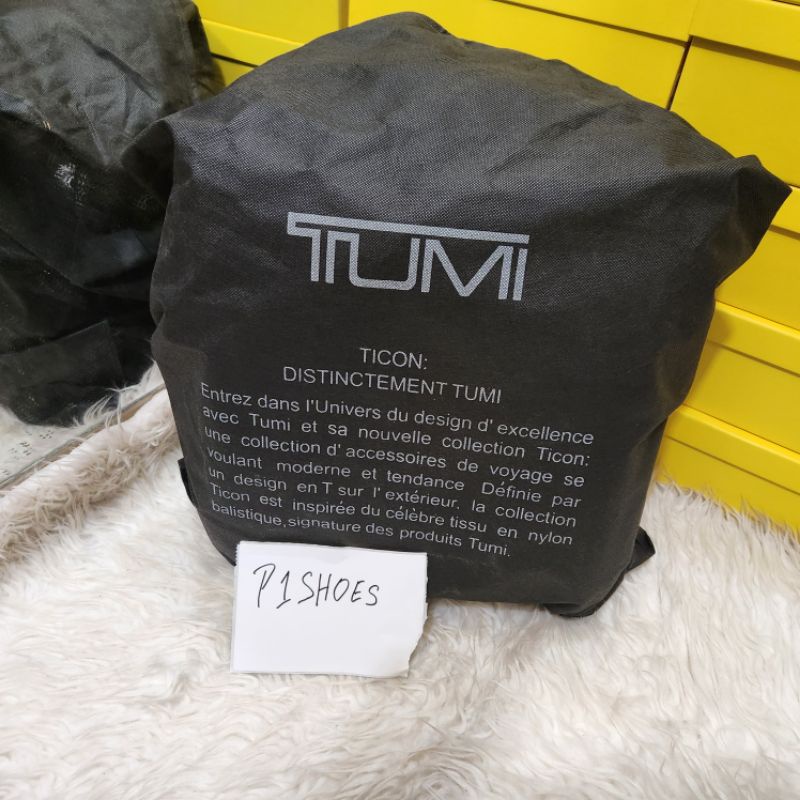 TUMI
TICON:
DISTINCTEMENT TUMI
Entrez dans l'Univers du design d' excellence
avec Tumi et sa nouvelle collection Ticon:
une collection d' accessoires de voyage se
voulant moderne et tendance Définie par
un design en T sur l' extérieur. la collection
Ticon est inspirée du célèbre tissu en nylon
balistique,signature des produits Tumi.
P1SHOES